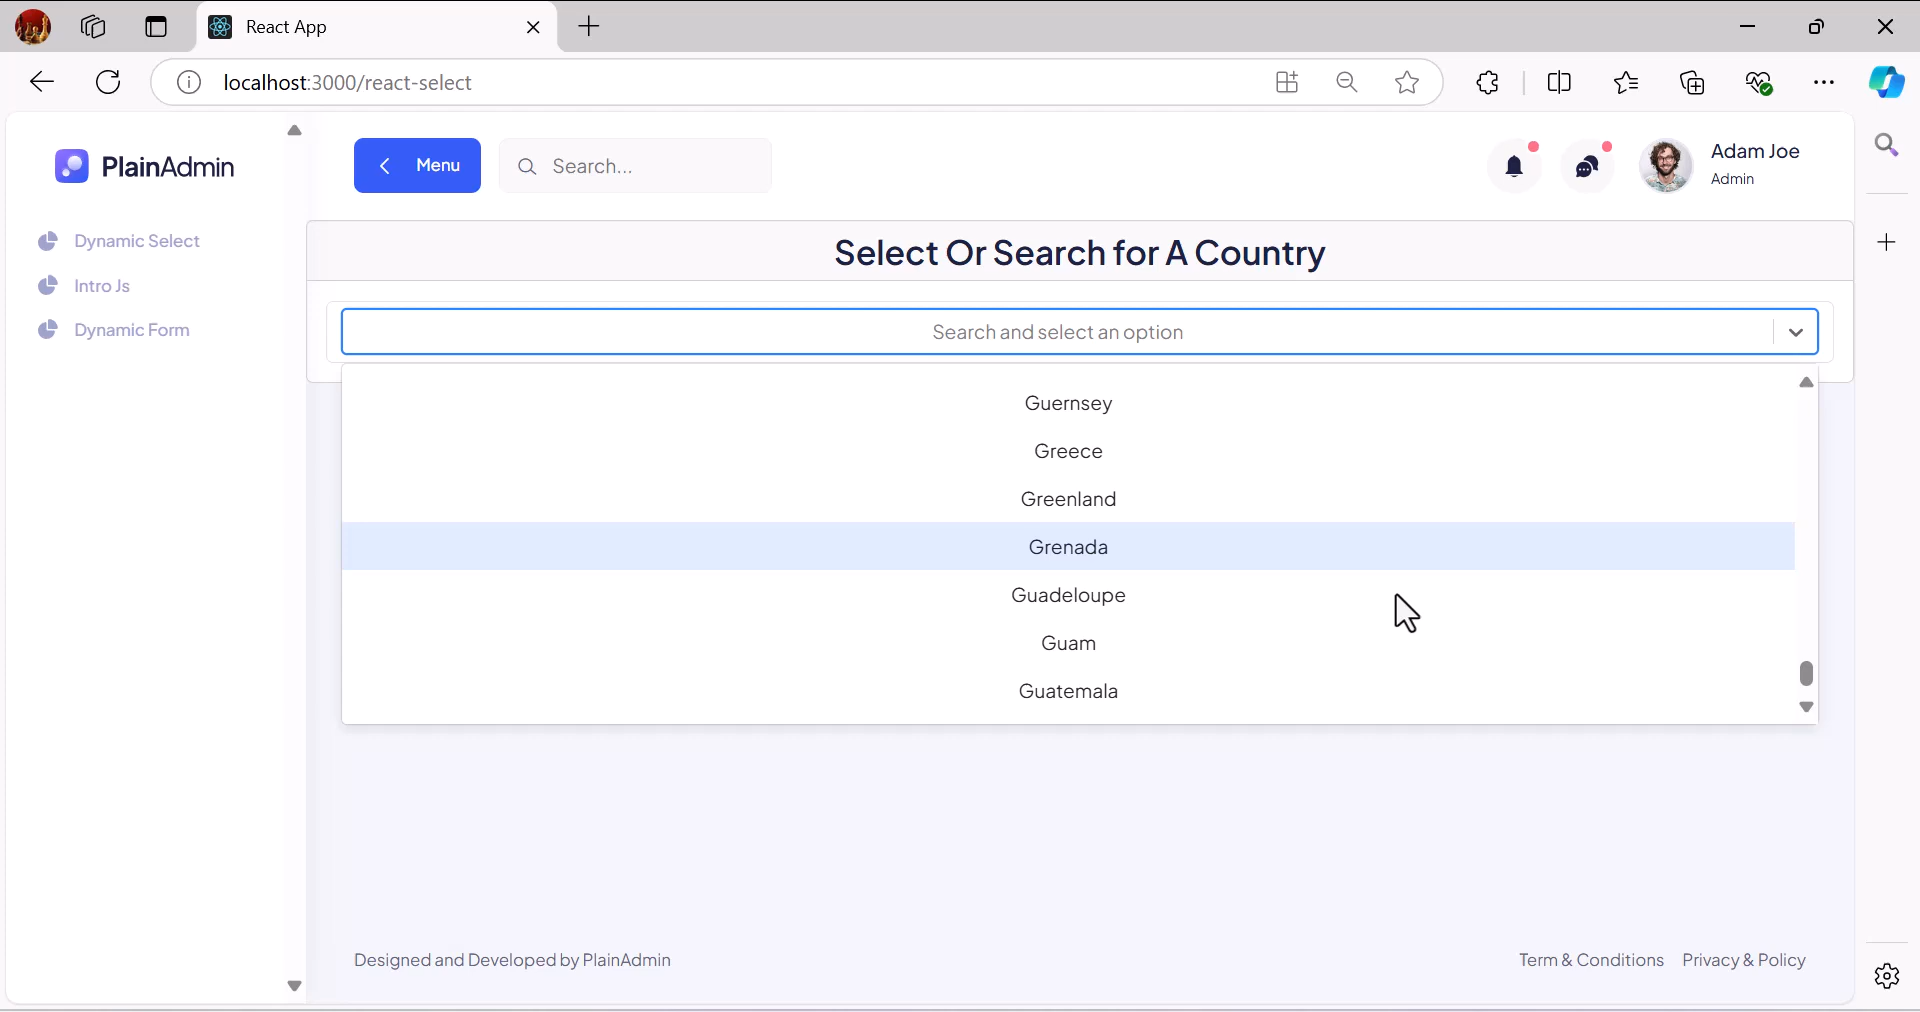 React App
localhost:3000/react-select
PlainAdmin
Menu
Search...
Adam Joe
Admin
Dynamic Select
Intro Js
Dynamic Form
Select Or Search for A Country
Search and select an option
Guernsey
Greece
Greenland
Grenada
Guadeloupe
Guam
Guatemala
Designed and Developed by PlainAdmin
Term & Conditions Privacy & Policy